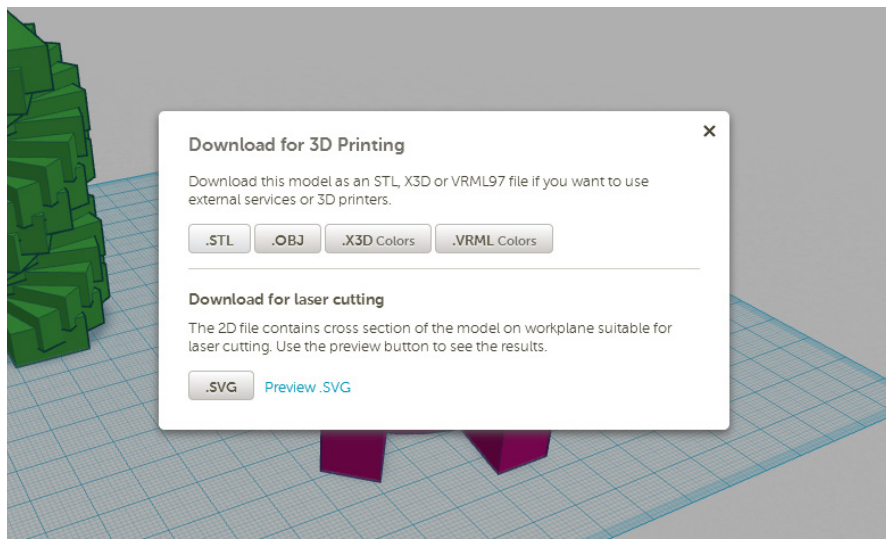 Download for 3D Printing
Download this model as an STL, X3D or VRML97 file if you want to use
external services or 3D printers.
.STL .OBJ .X3D Colors .VRML Colors
Download for laser cutting
The 2D file contains cross section of the model on workplane suitable for
laser cutting. Use the preview button to see the results.
.SVG Preview .SVG